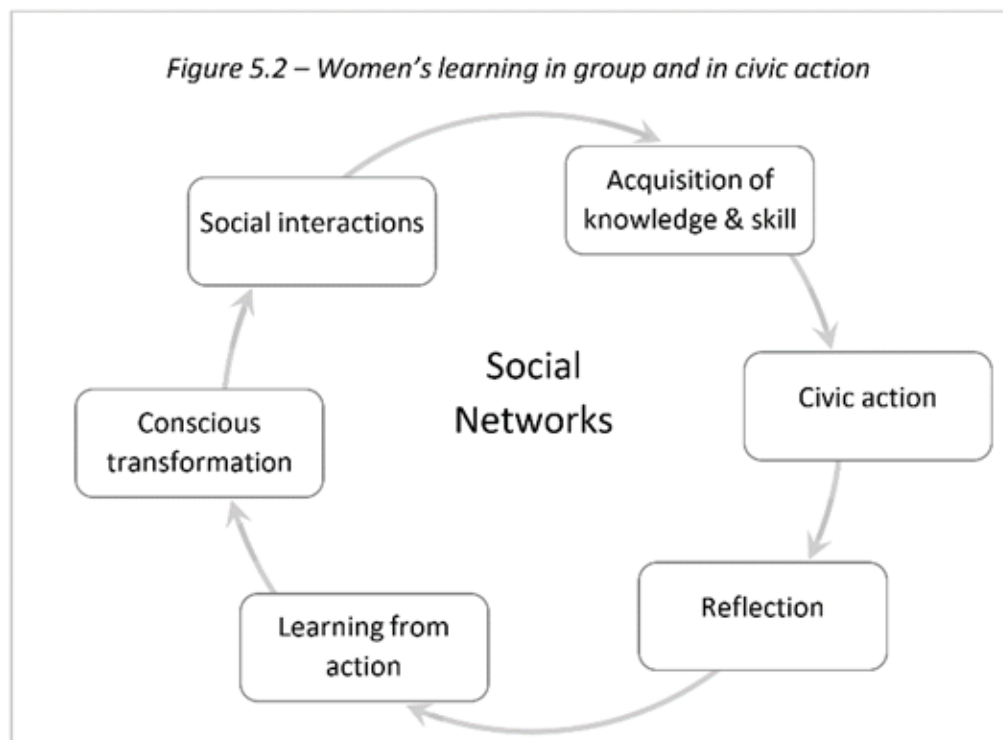 Figure 5.2 – Women’s learning in group and in civic action
Acquisition of
knowledge & skill
Social interactions
Civic action
Social
Networks
Conscious
transformation
Reflection
Learning from
action